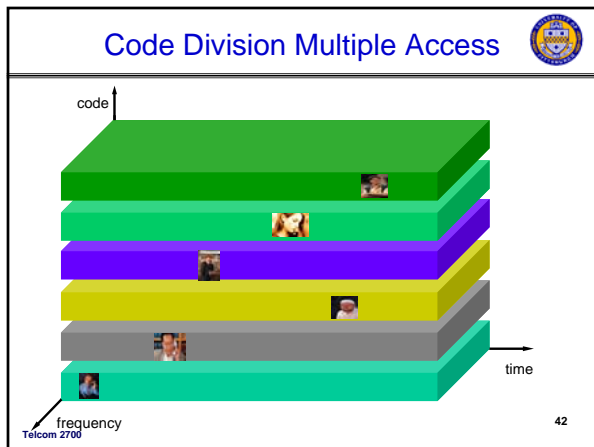 Code Division Multiple Access
code
time
frequency
Telcom 2700
42